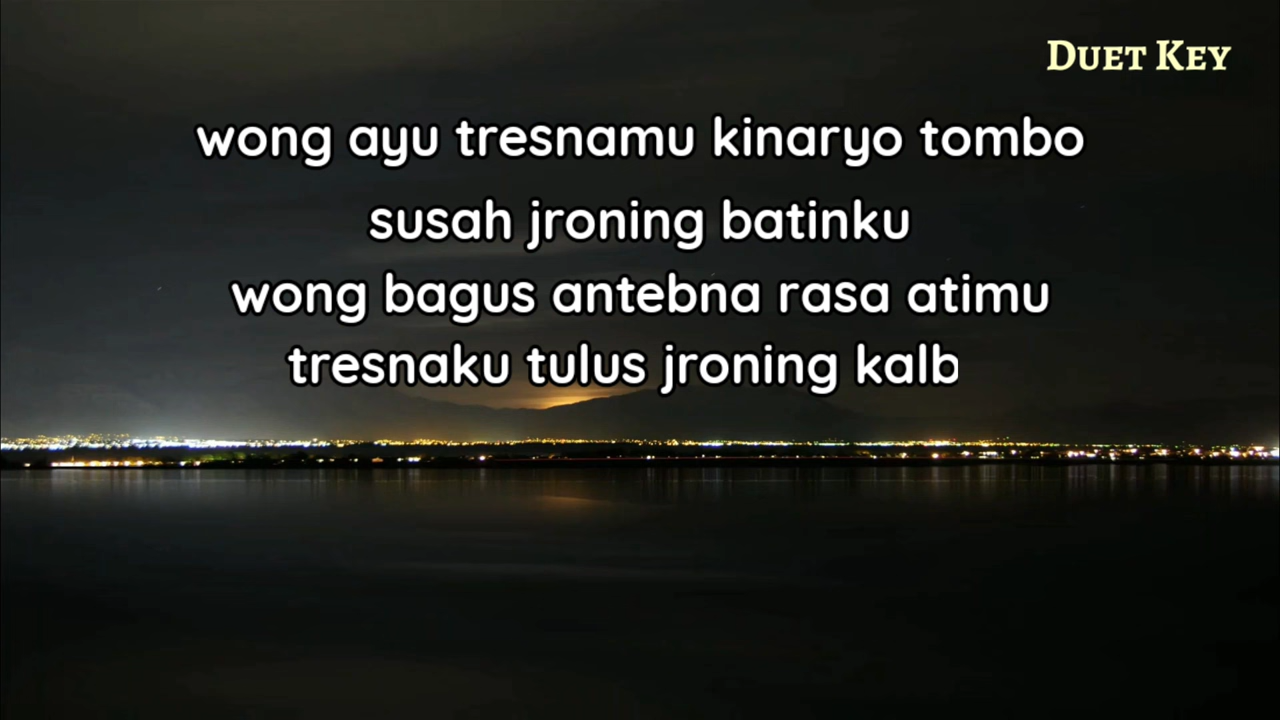 DUET KEY
wong ayu tresnamu kinaryo tombo
susah jroning batinku
wong bagus antebna rasa atimu
tresnaku tulus jroning kalb